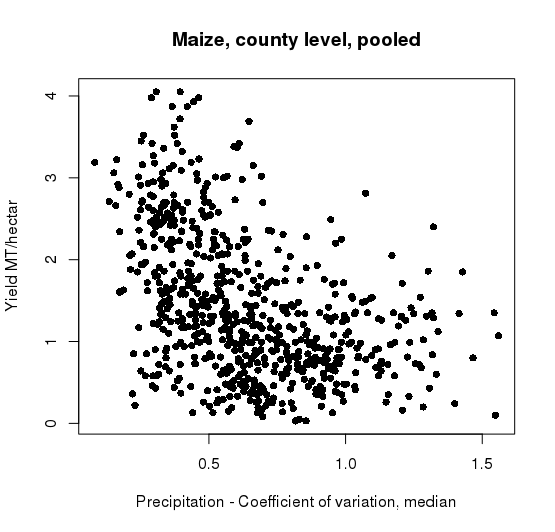 Maize, county level, pooled
Yield MT/hectar
4
3
2
1
0
0.5 1.0 1.5
Precipitation - Coefficient of variation, median